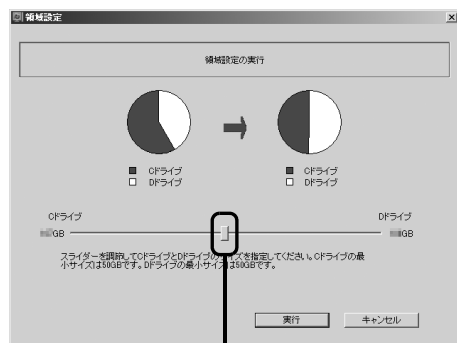 領域設定
領域設定の実行
Cドライブ
Dドライブ
Cドライブ
Dドライブ
Cドライブ
Dドライブ
GB
GB
スライダーを調節してCドライブとDドライブのサイズを指定してください。Cドライブの最
小サイズは50GBです。Dドライブの最小サイズは50GBです。
実行
キャンセル